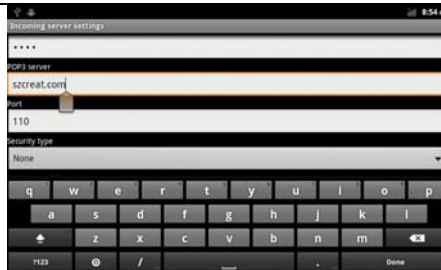 8:54
Incoming server settings
••••
POP3 server
szcreat.com
Port
110
Security type
None
q w e r t y u i o p
a s d f g h j k l
z x c v b n m
?123 / . Done